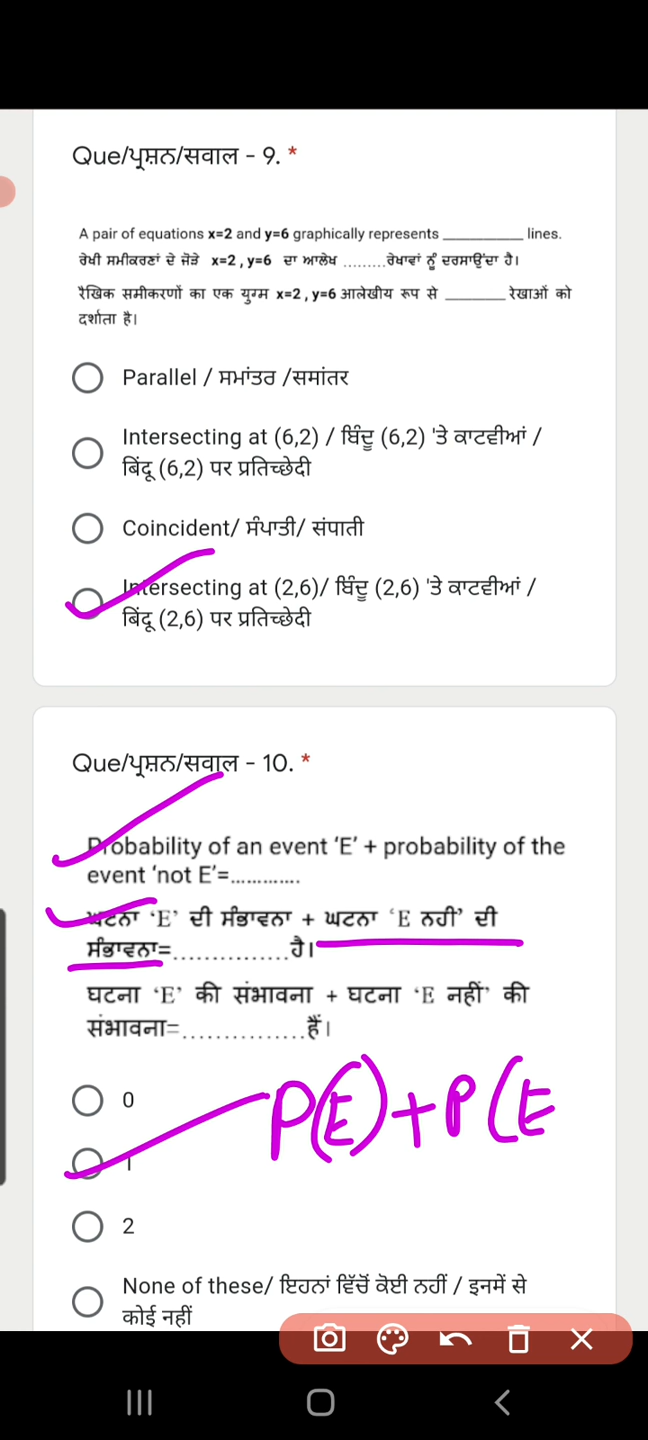 Que/ਪ੍ਰਸ਼ਨ/सवाल - 9. *
A pair of equations x=2 and y=6 graphically represents __________ lines.
ਰੇਖੀ ਸਮੀਕਰਣਾਂ ਦੇ ਜੋੜੇ x=2 , y=6 ਦਾ ਆਲੇਖ .........ਰੇਖਾਵਾਂ ਨੂੰ ਦਰਸਾਉਂਦਾ ਹੈ।
रैखिक समीकरणों का एक युग्म x=2 , y=6 आलेखीय रूप से ________ रेखाओं को
दर्शाता है।
Parallel / ਸਮਾਂਤਰ /समांतर
Intersecting at (6,2) / ਬਿੰਦੂ (6,2) 'ਤੇ ਕਾਟਵੀਆਂ /
बिंदू (6,2) पर प्रतिच्छेदी
Coincident/ ਸੰਪਾਤੀ/ संपाती
Intersecting at (2,6)/ ਬਿੰਦੂ (2,6) 'ਤੇ ਕਾਟਵੀਆਂ /
बिंदू (2,6) पर प्रतिच्छेदी
Que/ਪ੍ਰਸ਼ਨ/सवाल - 10. *
Probability of an event ‘E’ + probability of the
event ‘not E’=.............
ਘਟਨਾ ‘E’ ਦੀ ਸੰਭਾਵਨਾ + ਘਟਨਾ ‘E ਨਹੀ’ ਦੀ
ਸੰਭਾਵਨਾ=...............ਹੈ।
घटना ‘E’ की संभावना + घटना ‘E नहीं’ की
संभावना=...............हैं।
0
P(E)+P(E
1
2
None of these/ ਇਹਨਾਂ ਵਿੱਚੋਂ ਕੋਈ ਨਹੀਂ / इनमें से
कोई नहीं